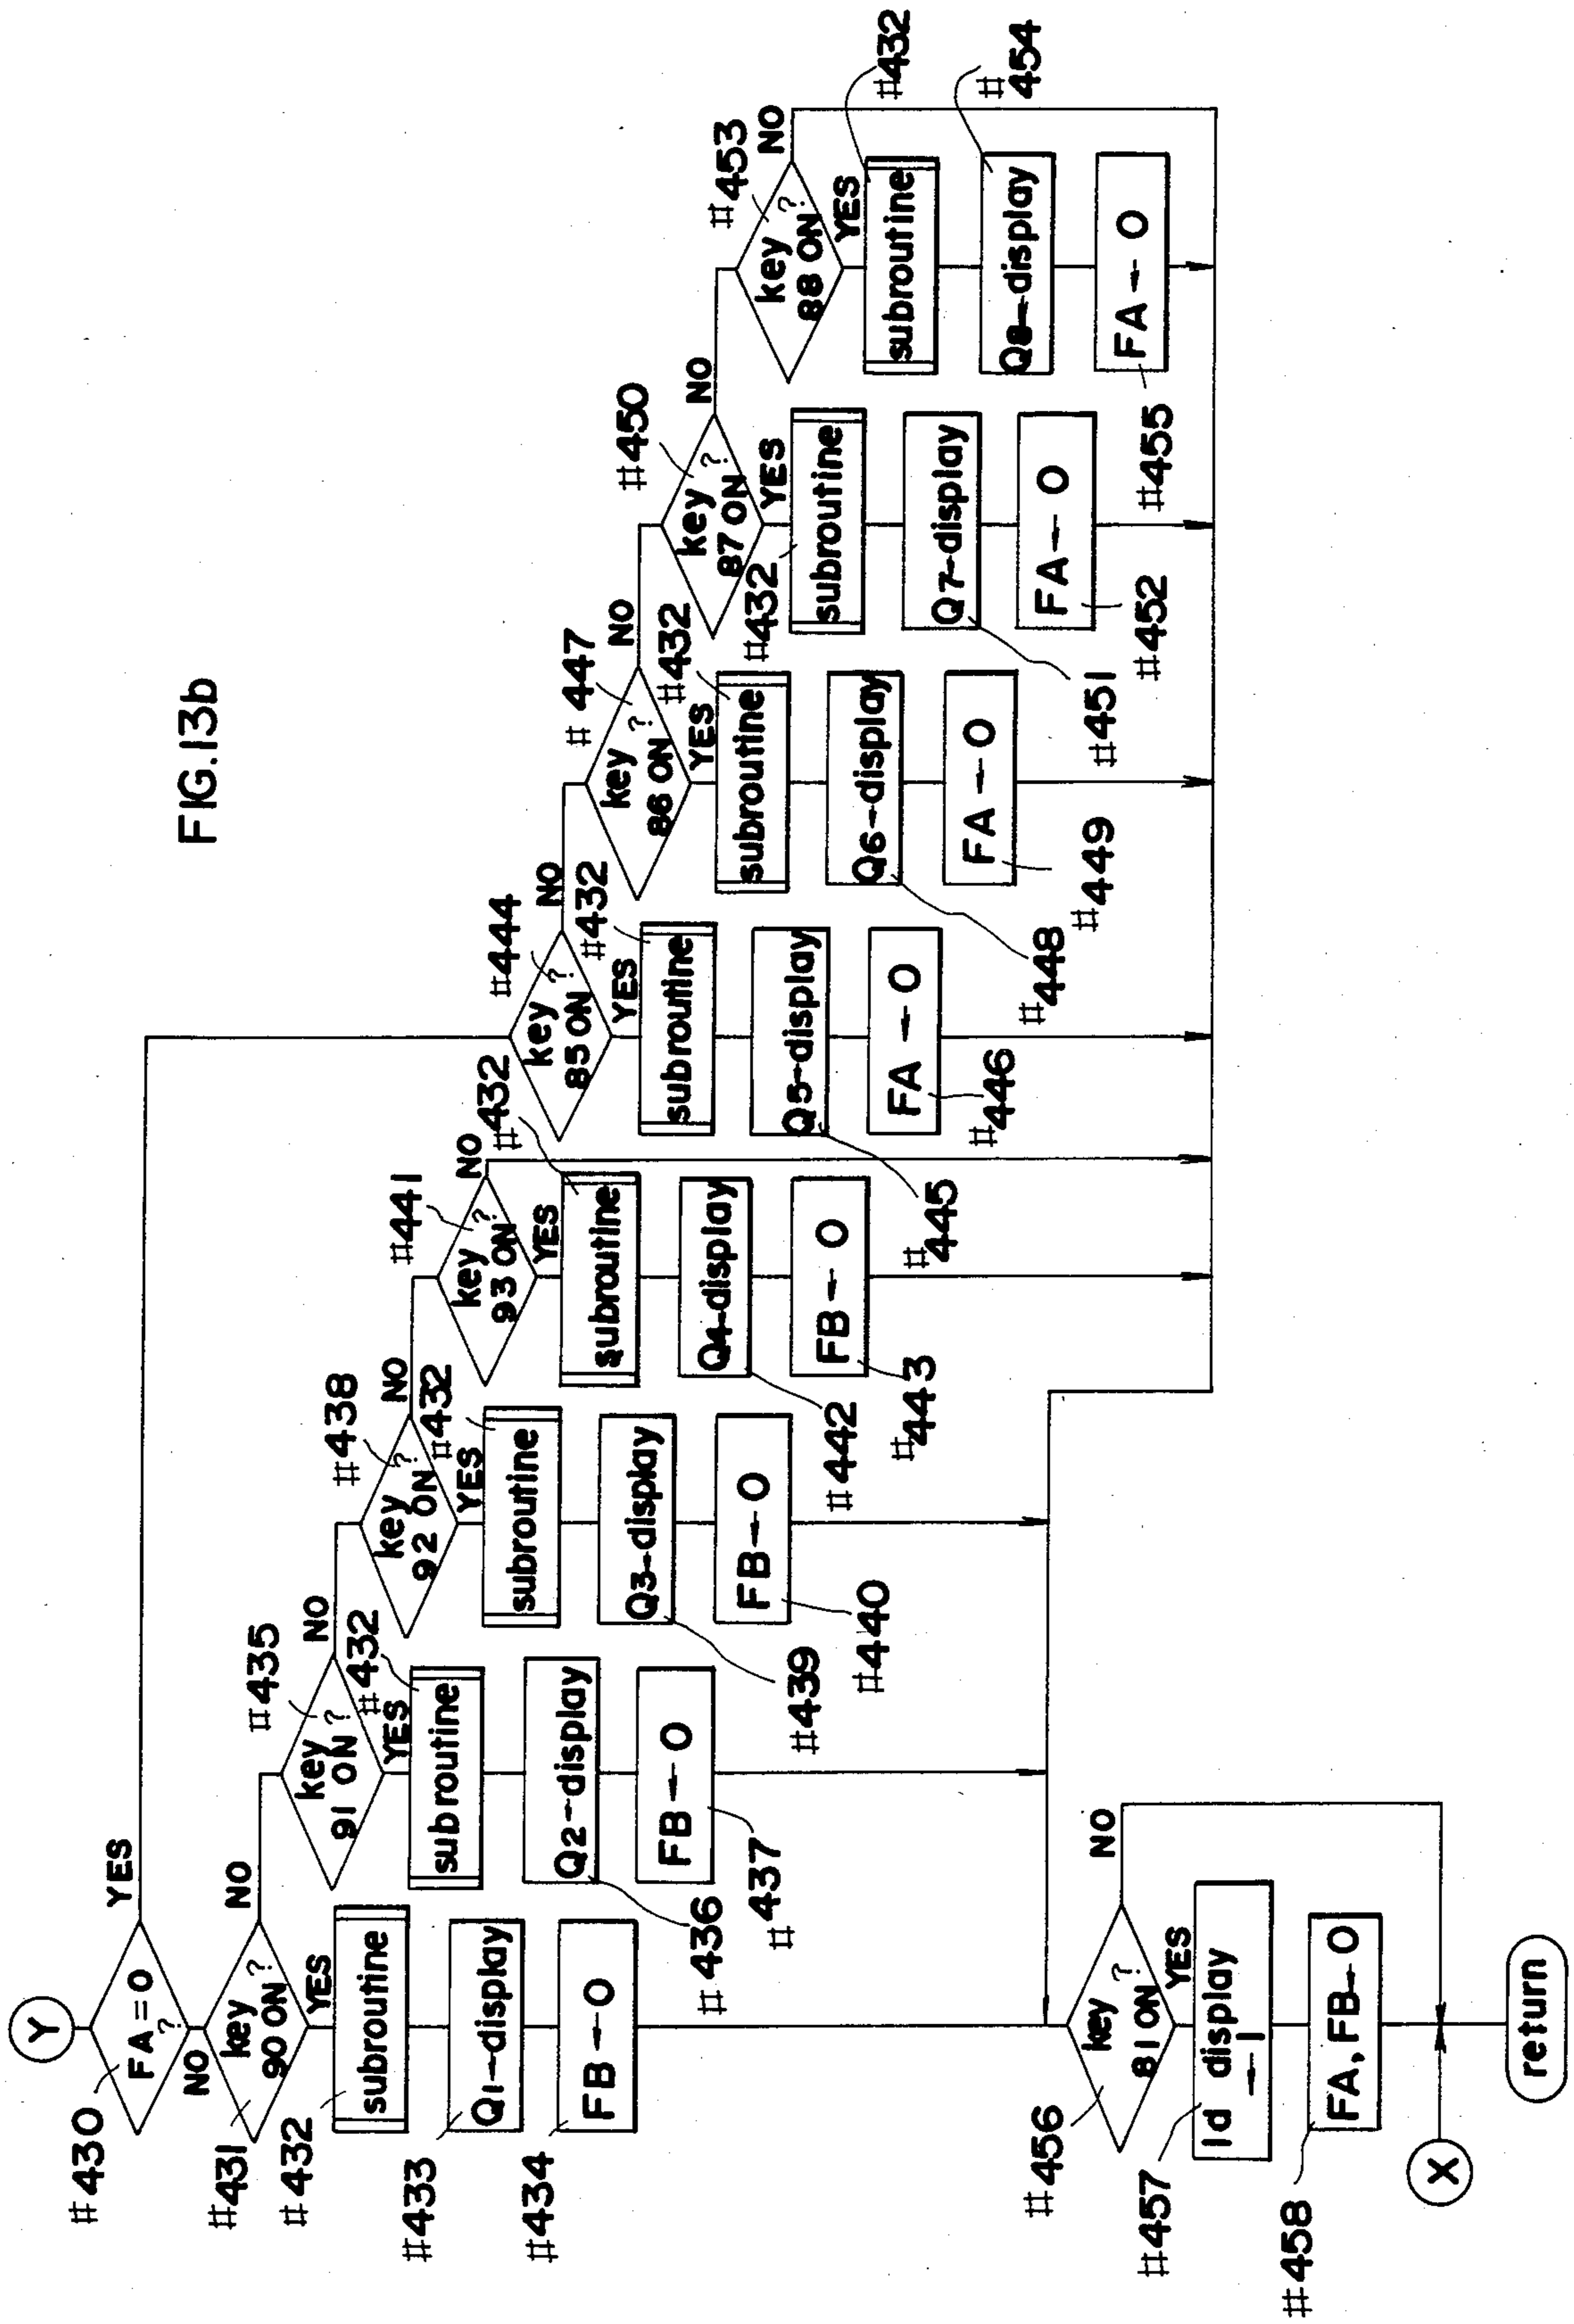 FIG.13b
Y
#430
FA=0
?
YES
NO
#431
key
90 ON ?
NO
YES
#432
subroutine
#433
Q1-display
#434
FB←0
#435
key
91 ON ?
NO
YES
#432
subroutine
#436
Q2-display
#437
FB←0
#438
key
92 ON ?
NO
YES
#432
subroutine
#439
Q3-display
#440
FB←0
#441
key
93 ON ?
NO
YES
#432
subroutine
#442
Q4-display
#443
FB←0
#444
key
85 ON ?
NO
YES
#432
subroutine
#445
Q5-display
#446
FA←0
#447
key
86 ON ?
NO
YES
#432
subroutine
#448
Q6-display
#449
FA←0
#450
key
87 ON ?
NO
YES
#432
subroutine
#451
Q7-display
#452
FA←0
#453
key
88 ON ?
NO
YES
#432
subroutine
#454
Q8-display
#455
FA←0
#456
key
81 ON ?
NO
YES
#457
Id display
←1
#458
FA,FB←0
X
return